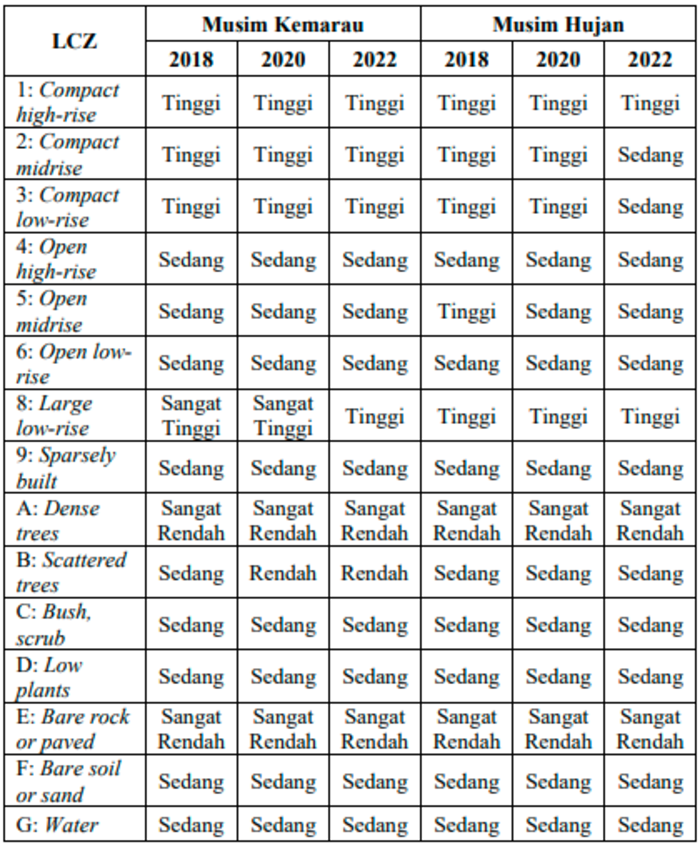 LCZ Musim Kemarau Musim Hujan
2018 2020 2022 2018 2020 2022
1: Compact
high-rise Tinggi Tinggi Tinggi Tinggi Tinggi Tinggi
2: Compact
midrise Tinggi Tinggi Tinggi Tinggi Tinggi Sedang
3: Compact
low-rise Tinggi Tinggi Tinggi Tinggi Tinggi Sedang
4: Open
high-rise Sedang Sedang Sedang Sedang Sedang Sedang
5: Open
midrise Sedang Sedang Sedang Tinggi Sedang Sedang
6: Open low-
rise Sedang Sedang Sedang Sedang Sedang Sedang
8: Large Sangat Sangat
low-rise Tinggi Tinggi Tinggi Tinggi Tinggi Tinggi
9: Sparsely
built Sedang Sedang Sedang Sedang Sedang Sedang
A: Dense Sangat Sangat Sangat Sangat Sangat Sangat
trees Rendah Rendah Rendah Rendah Rendah Rendah
B: Scattered
trees Sedang Rendah Rendah Sedang Sedang Sedang
C: Bush,
scrub Sedang Sedang Sedang Sedang Sedang Sedang
D: Low
plants Sedang Sedang Sedang Sedang Sedang Sedang
E: Bare rock Sangat Sangat Sangat Sangat Sangat Sangat
or paved Rendah Rendah Rendah Rendah Rendah Rendah
F: Bare soil
or sand Sedang Sedang Sedang Sedang Sedang Sedang
G: Water Sedang Sedang Sedang Sedang Sedang Sedang